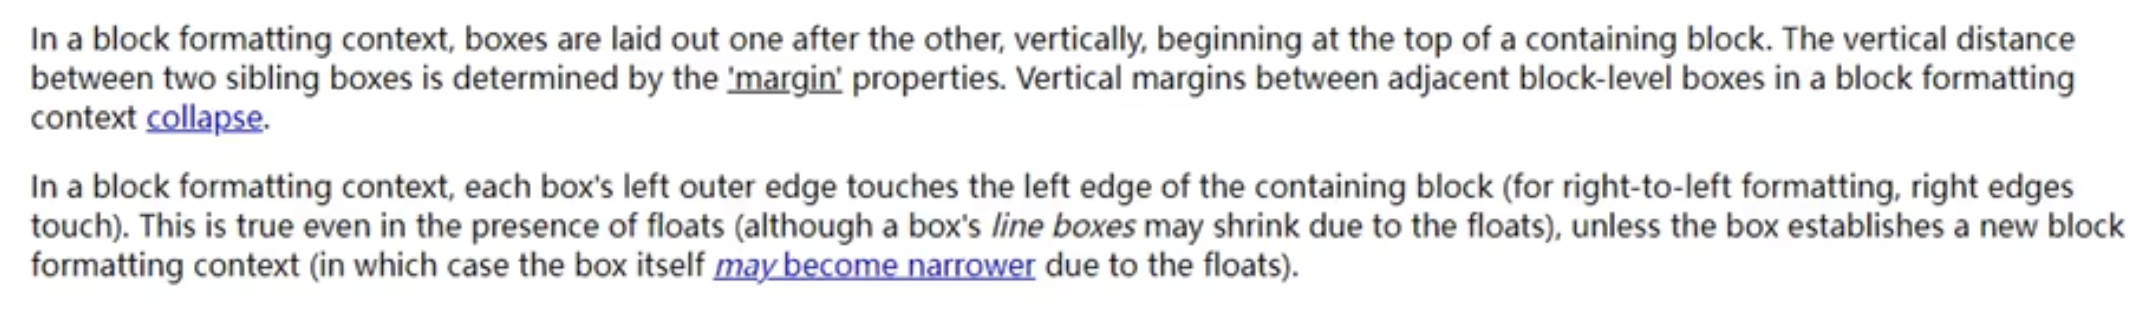 In a block formatting context, boxes are laid out one after the other, vertically, beginning at the top of a containing block. The vertical distance
between two sibling boxes is determined by the 'margin' properties. Vertical margins between adjacent block-level boxes in a block formatting
context collapse.
In a block formatting context, each box's left outer edge touches the left edge of the containing block (for right-to-left formatting, right edges
touch). This is true even in the presence of floats (although a box's line boxes may shrink due to the floats), unless the box establishes a new block
formatting context (in which case the box itself may become narrower due to the floats).